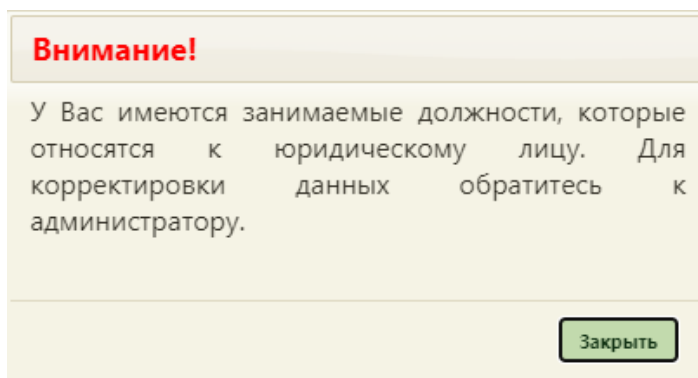 Внимание!
У Вас имеются занимаемые должности, которые
относятся к юридическому лицу. Для
корректировки данных обратитесь к
администратору.
Закрыть